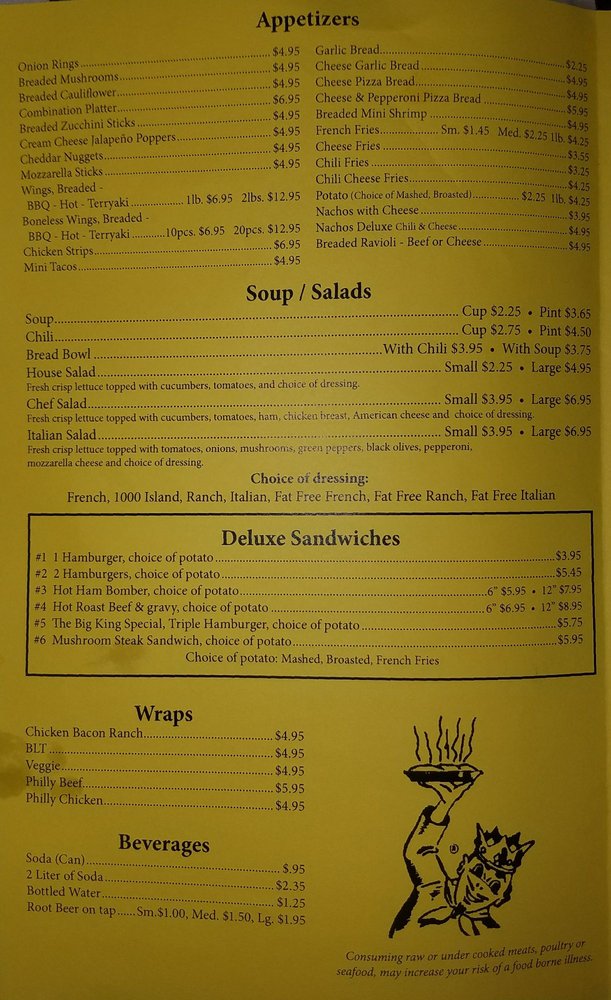 Appetizers
Onion Rings $4.95
Breaded Mushrooms $4.95
Breaded Cauliflower $4.95
Combination Platter $6.95
Breaded Zucchini Sticks $4.95
Cream Cheese Jalapeño Poppers $4.95
Cheddar Nuggets $4.95
Mozzarella Sticks $4.95
Wings, Breaded -
BBQ - Hot - Terryaki 1lb. $6.95 2lbs. $12.95
Boneless Wings, Breaded -
BBQ - Hot - Terryaki 10pcs. $6.95 20pcs. $12.95
Chicken Strips $6.95
Mini Tacos $4.95
Garlic Bread $2.25
Cheese Garlic Bread $4.95
Cheese Pizza Bread $4.95
Cheese & Pepperoni Pizza Bread $5.95
Breaded Mini Shrimp $4.95
French Fries Sm. $1.45 Med. $2.25 1lb. $4.25
Cheese Fries $3.55
Chili Fries $3.25
Chili Cheese Fries $4.25
Potato (Choice of Mashed, Broasted) $2.25 1lb. $4.25
Nachos with Cheese $3.95
Nachos Deluxe Chili & Cheese $4.95
Breaded Ravioli - Beef or Cheese $4.95
Soup / Salads
Soup Cup $2.25 • Pint $3.65
Chili Cup $2.75 • Pint $4.50
Bread Bowl With Chili $3.95 • With Soup $3.75
House Salad Small $2.25 • Large $4.95
Fresh crisp lettuce topped with cucumbers, tomatoes, and choice of dressing.
Chef Salad Small $3.95 • Large $6.95
Fresh crisp lettuce topped with cucumbers, tomatoes, ham, chicken breast, American cheese and choice of dressing.
Italian Salad Small $3.95 • Large $6.95
Fresh crisp lettuce topped with tomatoes, onions, mushrooms, green peppers, black olives, pepperoni,
mozzarella cheese and choice of dressing.
Choice of dressing:
French, 1000 Island, Ranch, Italian, Fat Free French, Fat Free Ranch, Fat Free Italian
Deluxe Sandwiches
#1 1 Hamburger, choice of potato $3.95
#2 2 Hamburgers, choice of potato $5.45
#3 Hot Ham Bomber, choice of potato 6" $5.95 • 12" $7.95
#4 Hot Roast Beef & gravy, choice of potato 6" $6.95 • 12" $8.95
#5 The Big King Special, Triple Hamburger, choice of potato $5.75
#6 Mushroom Steak Sandwich, choice of potato $5.95
Choice of potato: Mashed, Broasted, French Fries
Wraps
Chicken Bacon Ranch $4.95
BLT $4.95
Veggie $4.95
Philly Beef $5.95
Philly Chicken $4.95
Beverages
Soda (Can) $.95
2 Liter of Soda $2.35
Bottled Water $1.25
Root Beer on tap Sm.$1.00, Med. $1.50, Lg. $1.95
®
Consuming raw or under cooked meats, poultry or
seafood, may increase your risk of a food borne illness.